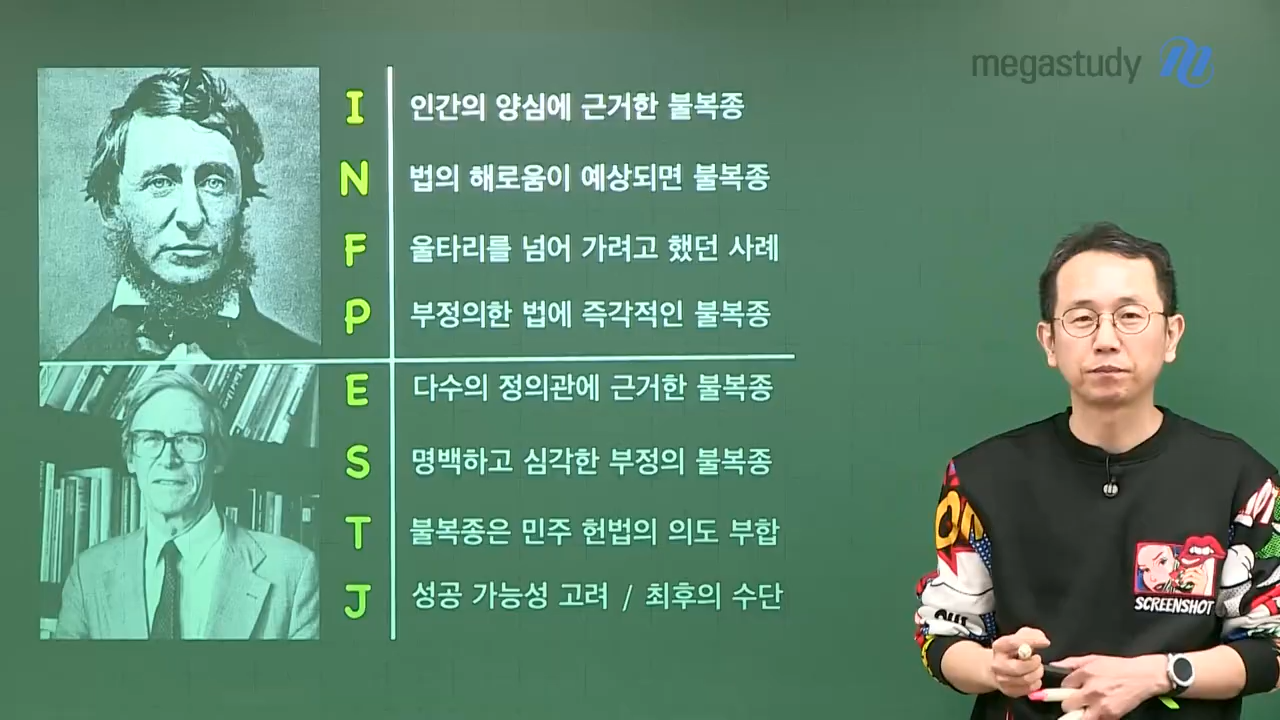 megastudy
I 인간의 양심에 근거한 불복종
N 법의 해로움이 예상되면 불복종
F 울타리를 넘어 가려고 했던 사례
P 부정의한 법에 즉각적인 불복종
E 다수의 정의관에 근거한 불복종
S 명백하고 심각한 부정의 불복종
T 불복종은 민주 헌법의 의도 부합
J 성공 가능성 고려 / 최후의 수단
SCREENSHOT